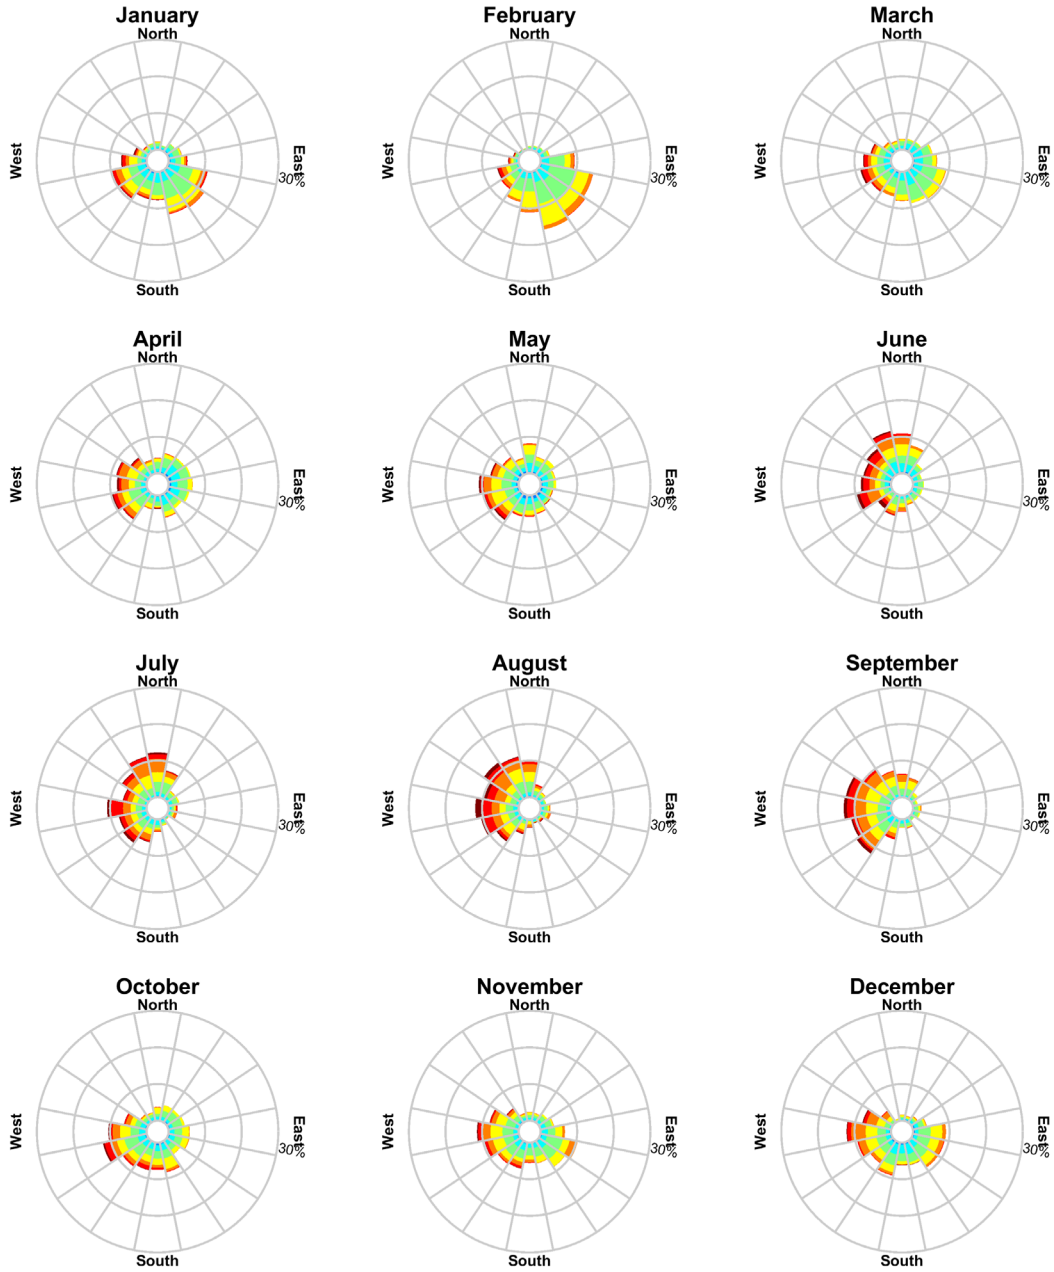 January
February
March
North
North
North
West
East
30%
West
East
30%
West
East
30%
South
South
South
April
May
June
North
North
North
West
East
30%
West
East
30%
West
East
30%
South
South
South
July
August
September
North
North
North
West
East
30%
West
East
30%
West
East
30%
South
South
South
October
November
December
North
North
North
West
East
30%
West
East
30%
West
East
30%
South
South
South